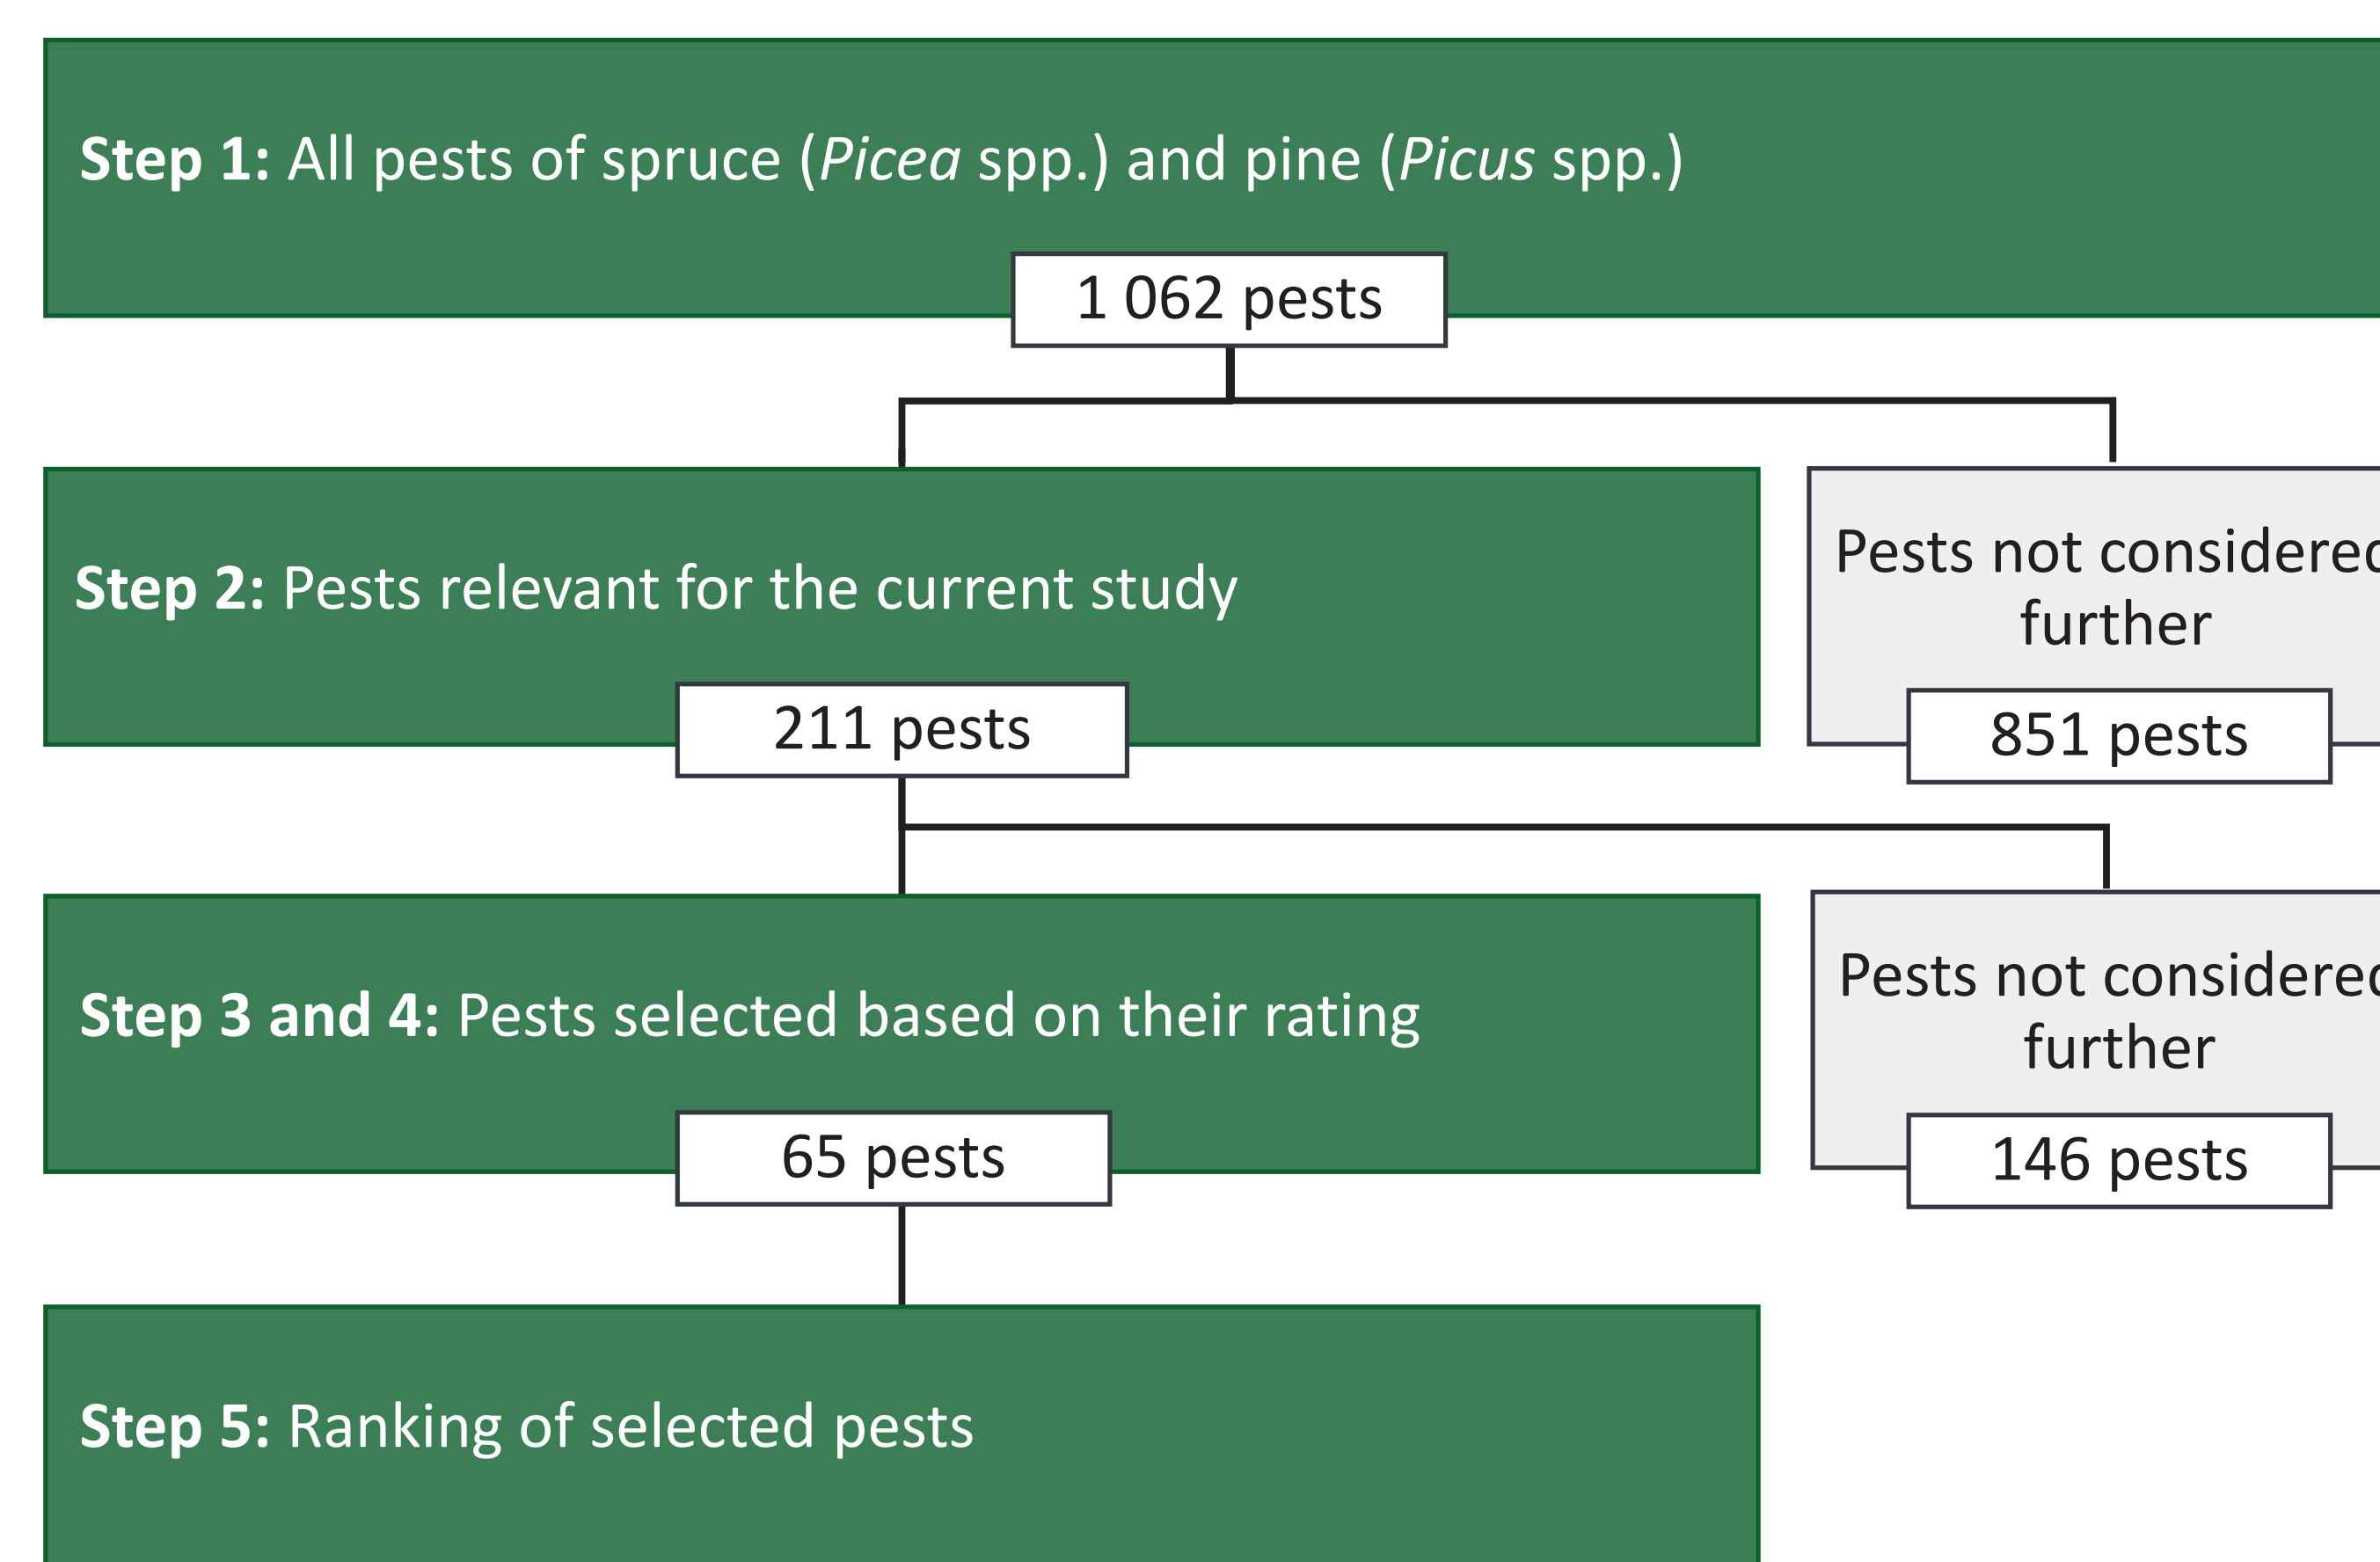 Step 1: All pests of spruce (Picea spp.) and pine (Picus spp.)
1 062 pests
Step 2: Pests relevant for the current study
Pests not considered
further
211 pests
851 pests
Step 3 and 4: Pests selected based on their rating
Pests not considered
further
65 pests
146 pests
Step 5: Ranking of selected pests